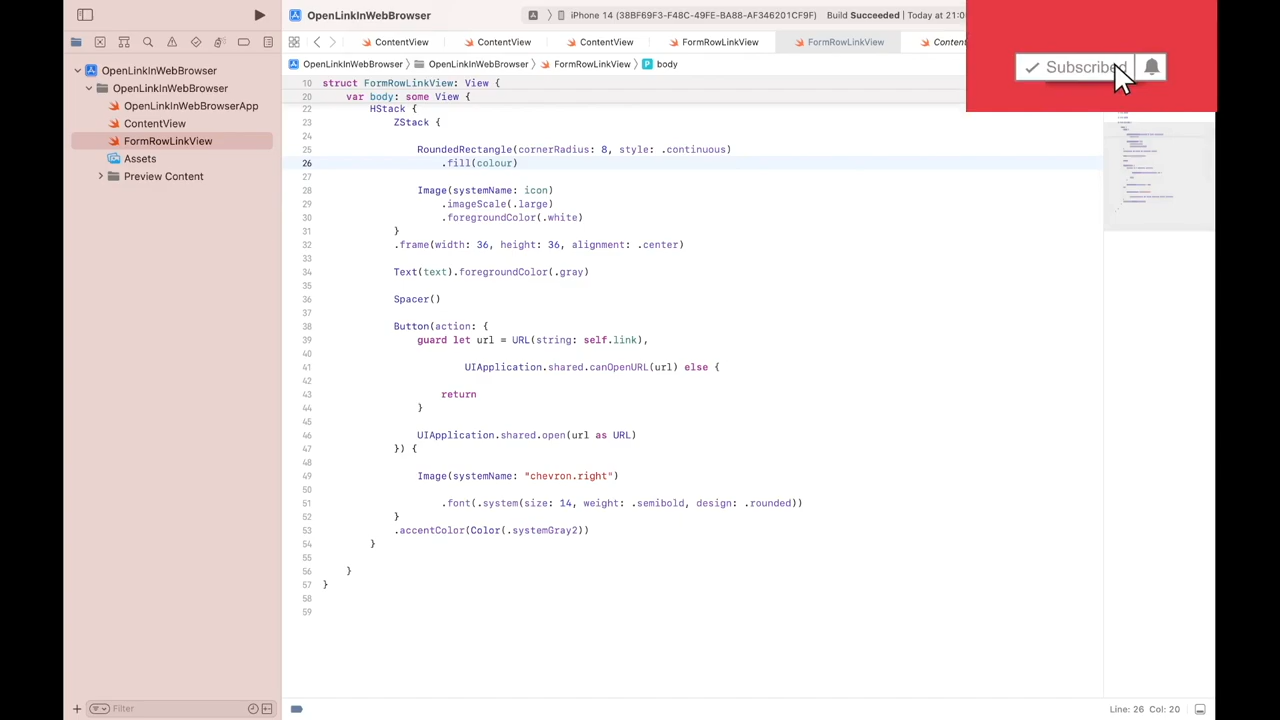 OpenLinkInWebBrowser
iPhone 14 (38BF69F3-F48C-49FE-BA88-AF346201CF9F)
Build Succeeded | Today at 21:0
Subscribed
ContentView
ContentView
ContentView
FormRowLinkView
FormRowLinkView
Conten
OpenLinkInWebBrowser
OpenLinkInWebBrowser
FormRowLinkView
body
OpenLinkInWebBrowser
OpenLinkInWebBrowser
OpenLinkInWebBrowserApp
ContentView
FormRowLinkView
Assets
Preview Content
10 struct FormRowLinkView: View {
20 var body: some View {
22 HStack {
23 ZStack {
24
25 RoundedRectangle(cornerRadius: 8, style: .continuous)
26 .fill(colour)
27
28 Image(systemName: icon)
29 .imageScale(.large)
30 .foregroundColor(.white)
31 }
32 .frame(width: 36, height: 36, alignment: .center)
33
34 Text(text).foregroundColor(.gray)
35
36 Spacer()
37
38 Button(action: {
39 guard let url = URL(string: self.link),
40
41 UIApplication.shared.canOpenURL(url) else {
42
43 return
44 }
45
46 UIApplication.shared.open(url as URL)
47 }) {
48
49 Image(systemName: "chevron.right")
50
51 .font(.system(size: 14, weight: .semibold, design: .rounded))
52 }
53 .accentColor(Color(.systemGray2))
54 }
55
56 }
57 }
58
59
Filter
Line: 26 Col: 20